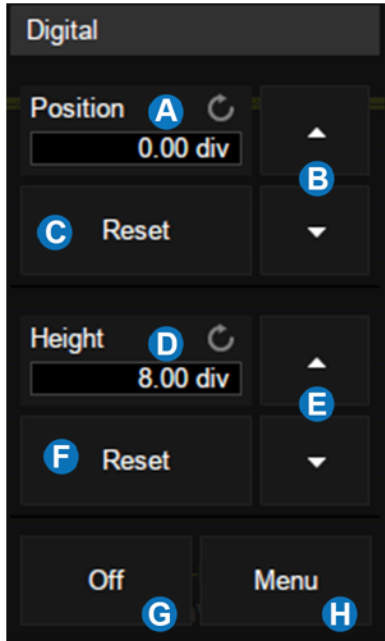 Digital
Position A
0.00 div
B
C Reset
Height D
8.00 div
E
F Reset
Off Menu
G H